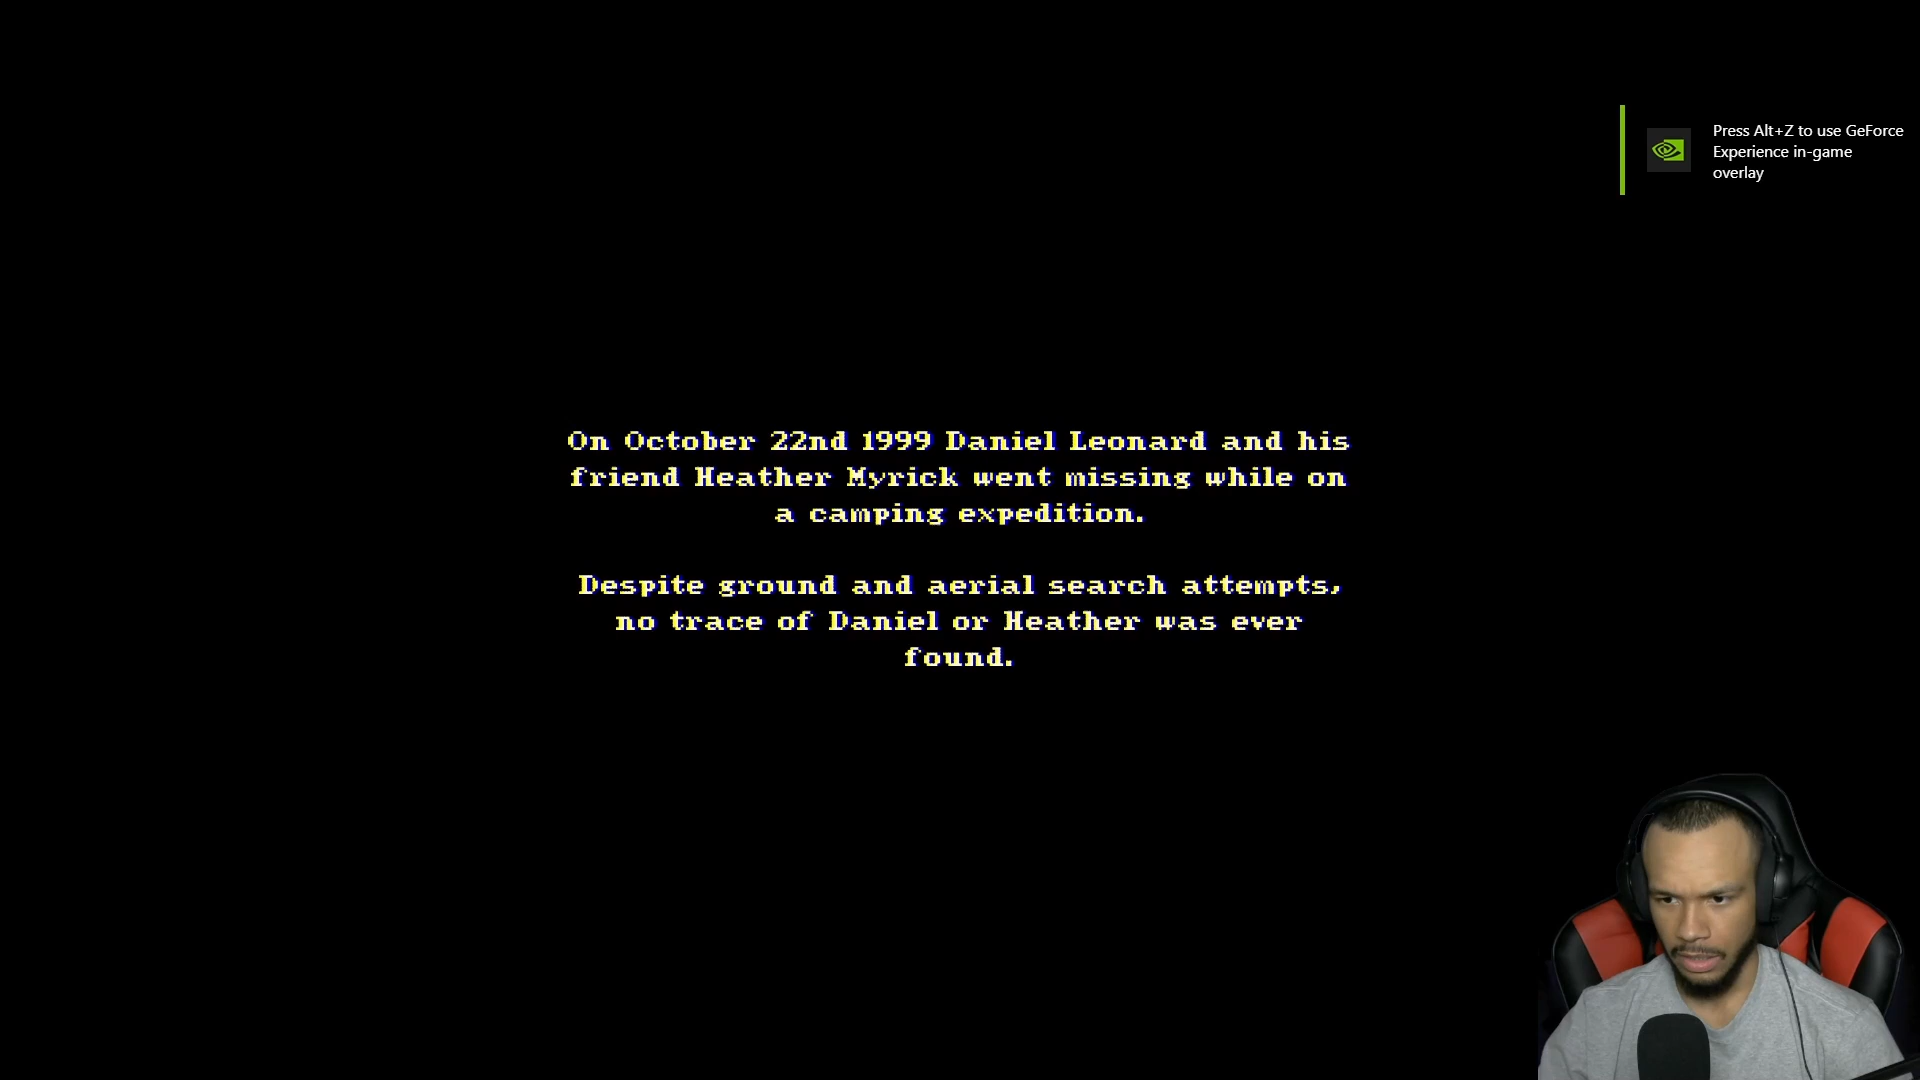 Press Alt+Z to use GeForce
Experience in-game
overlay
On October 22nd 1999 Daniel Leonard and his
friend Heather Myrick went missing while on
a camping expedition.
Despite ground and aerial search attempts,
no trace of Daniel or Heather was ever
found.